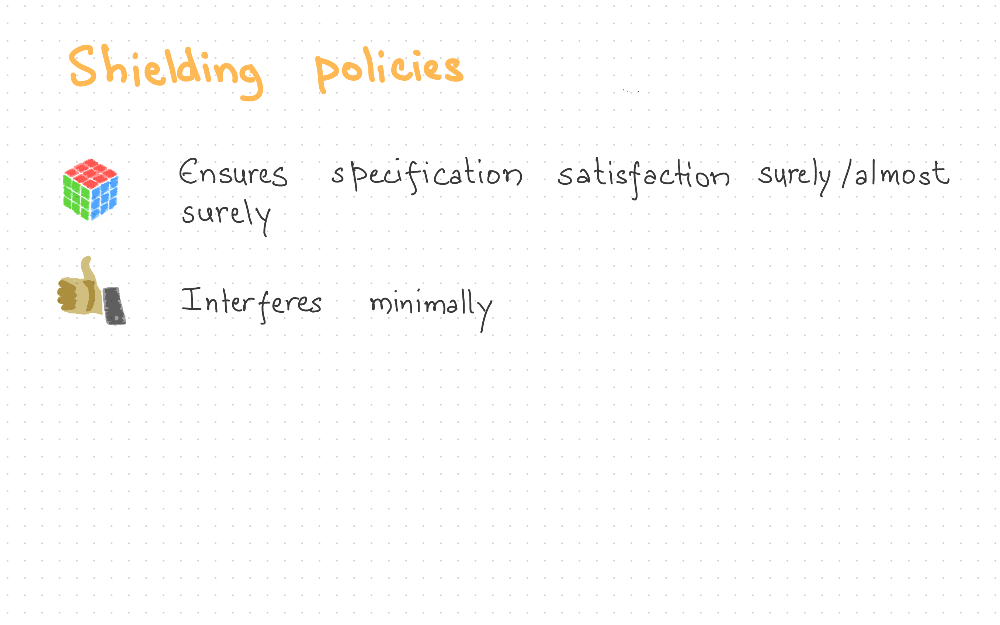 Shielding policies
Ensures specification satisfaction surely/almost
surely
Interferes minimally